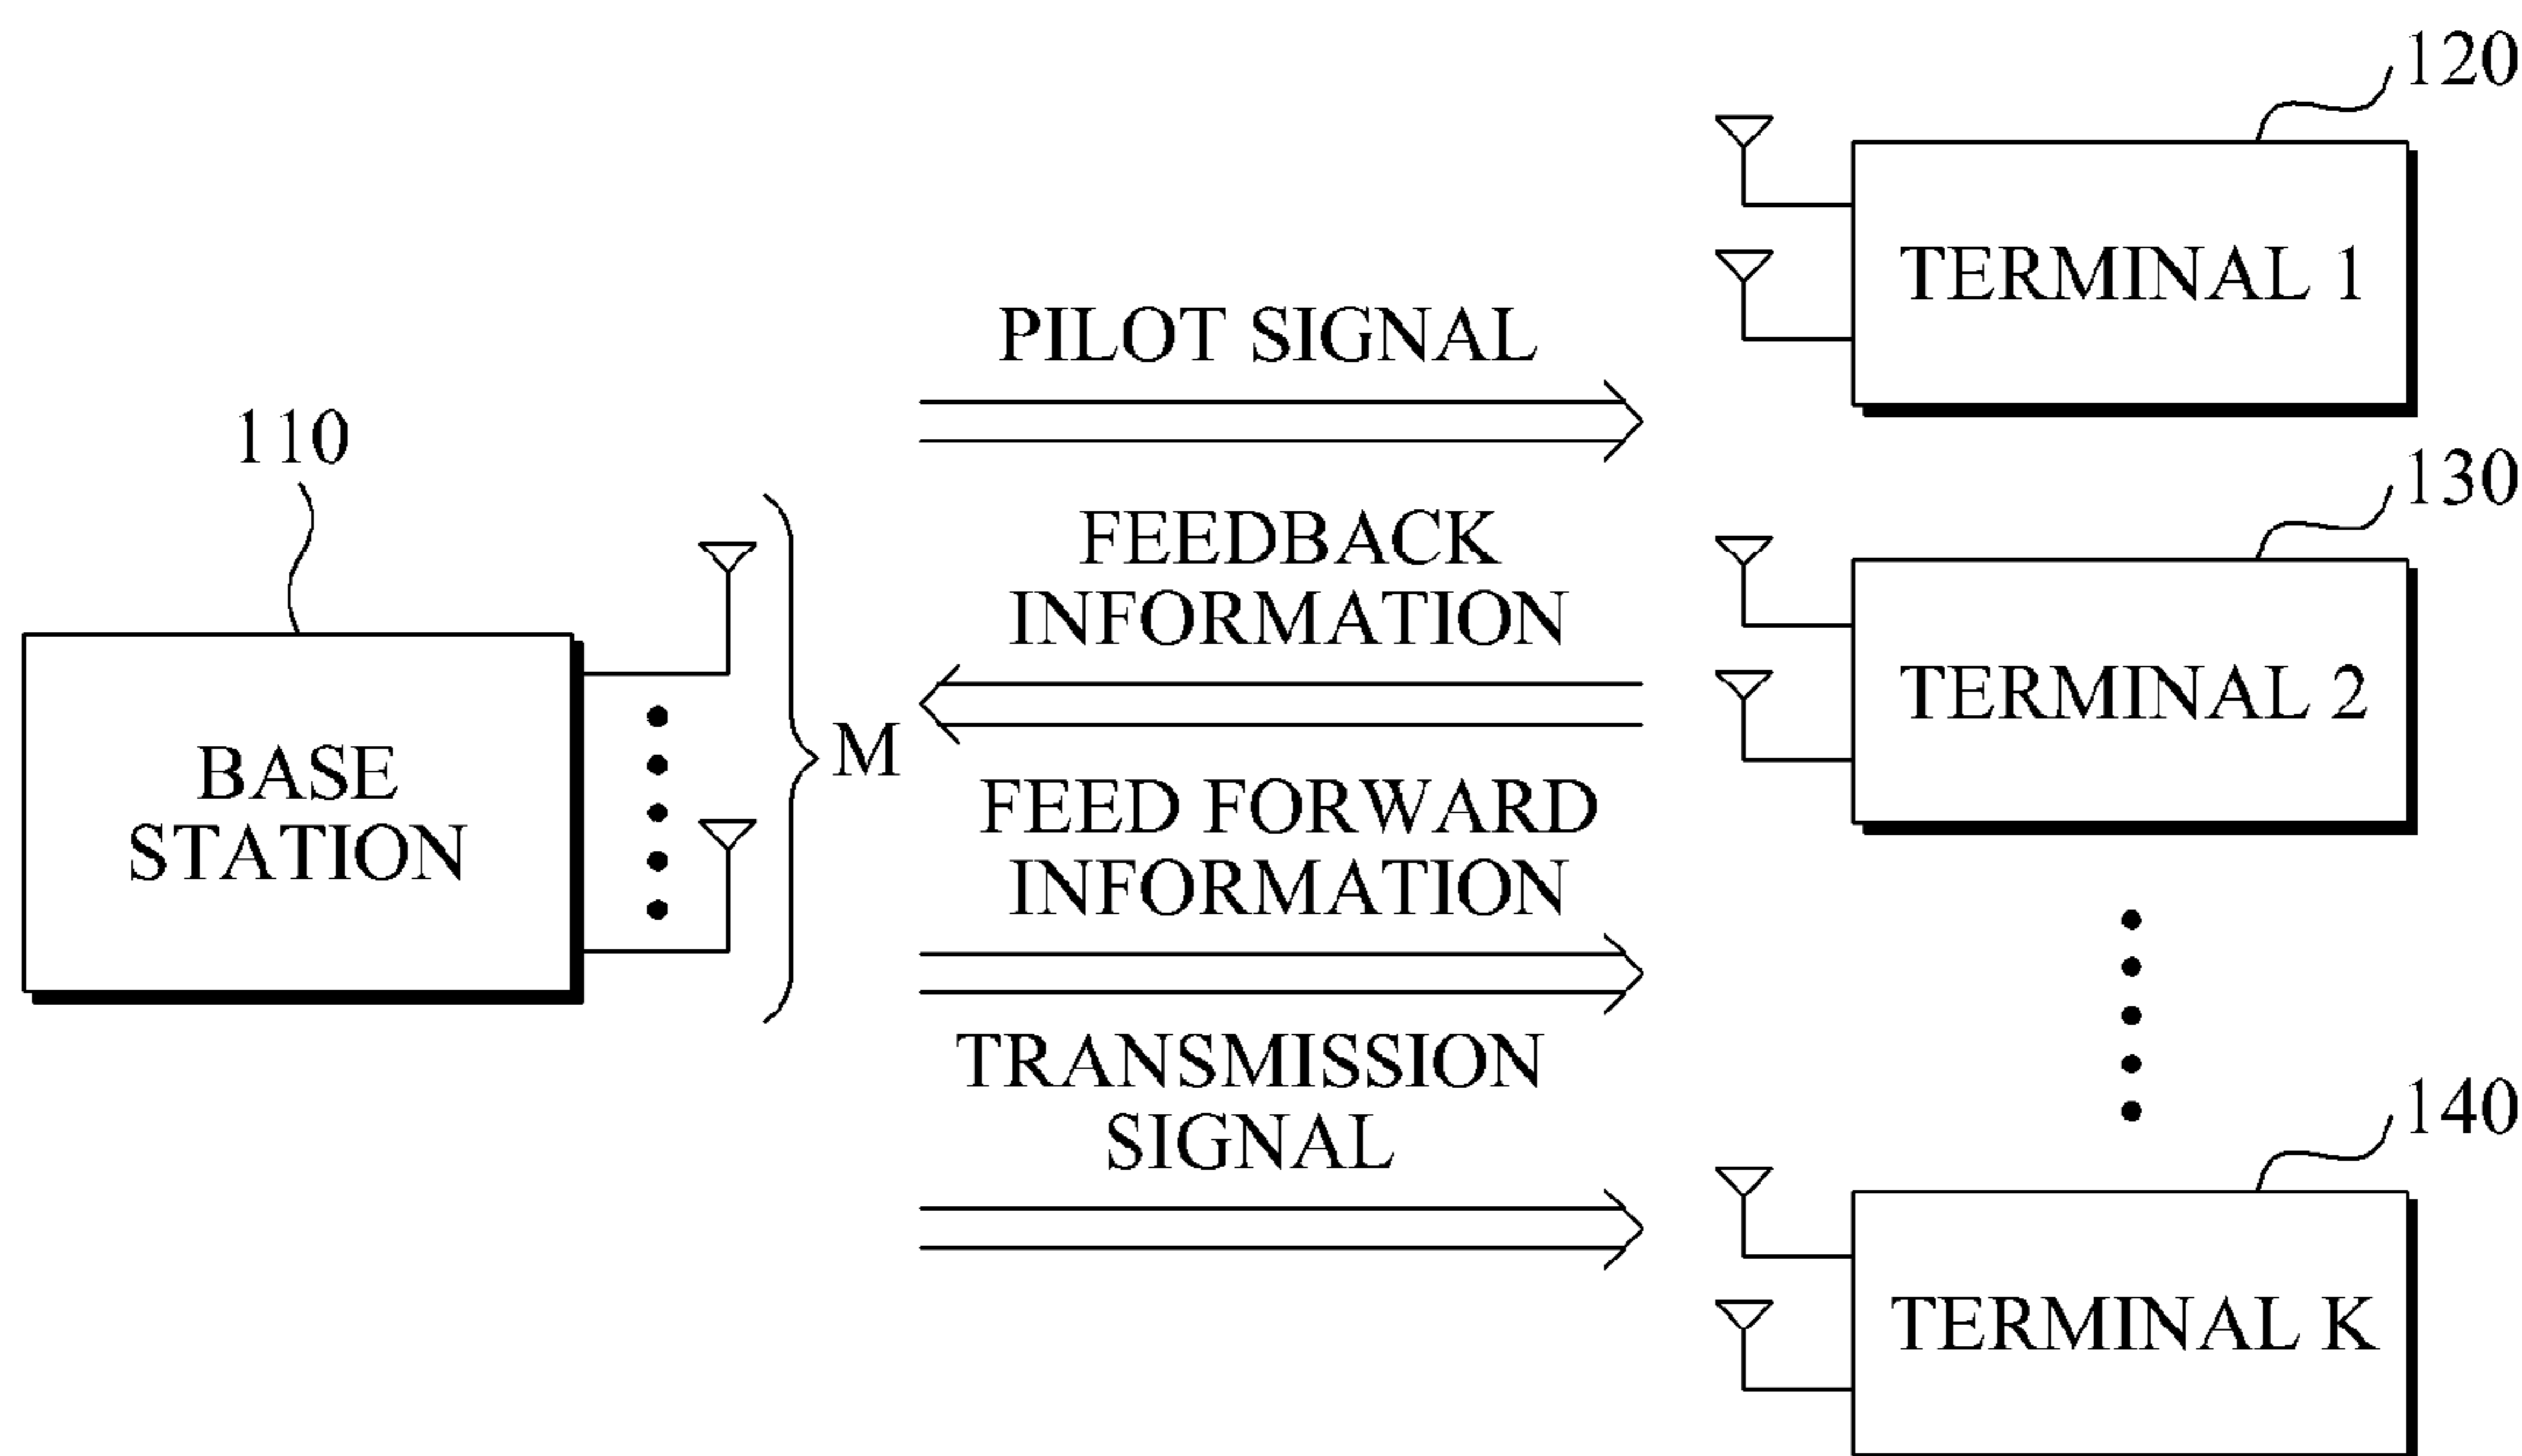 120
TERMINAL 1
PILOT SIGNAL
110
130
FEEDBACK
INFORMATION
TERMINAL 2
M
BASE
STATION
FEED FORWARD
INFORMATION
TRANSMISSION
SIGNAL
140
TERMINAL K